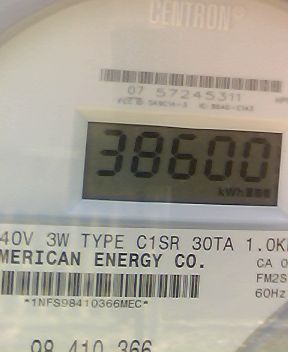 CENTRON®
07 57245311
38600
kWh
40V 3W TYPE C1SR 30TA 1.0K
MERICAN ENERGY CO.
CA 0
FM2S
60Hz
*1NFS98410366MEC*
98 410 366